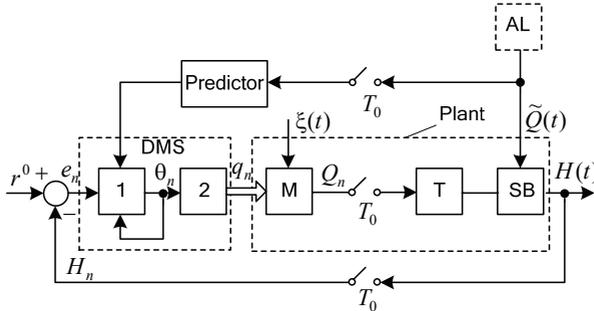 AL
Predictor
T₀
ξ(t)
Plant
Q̃(t)
DMS
r⁰ +
eₙ
1
θₙ
2
qₙ
M
Qₙ
T₀
T
SB
H(t)
−
Hₙ
T₀